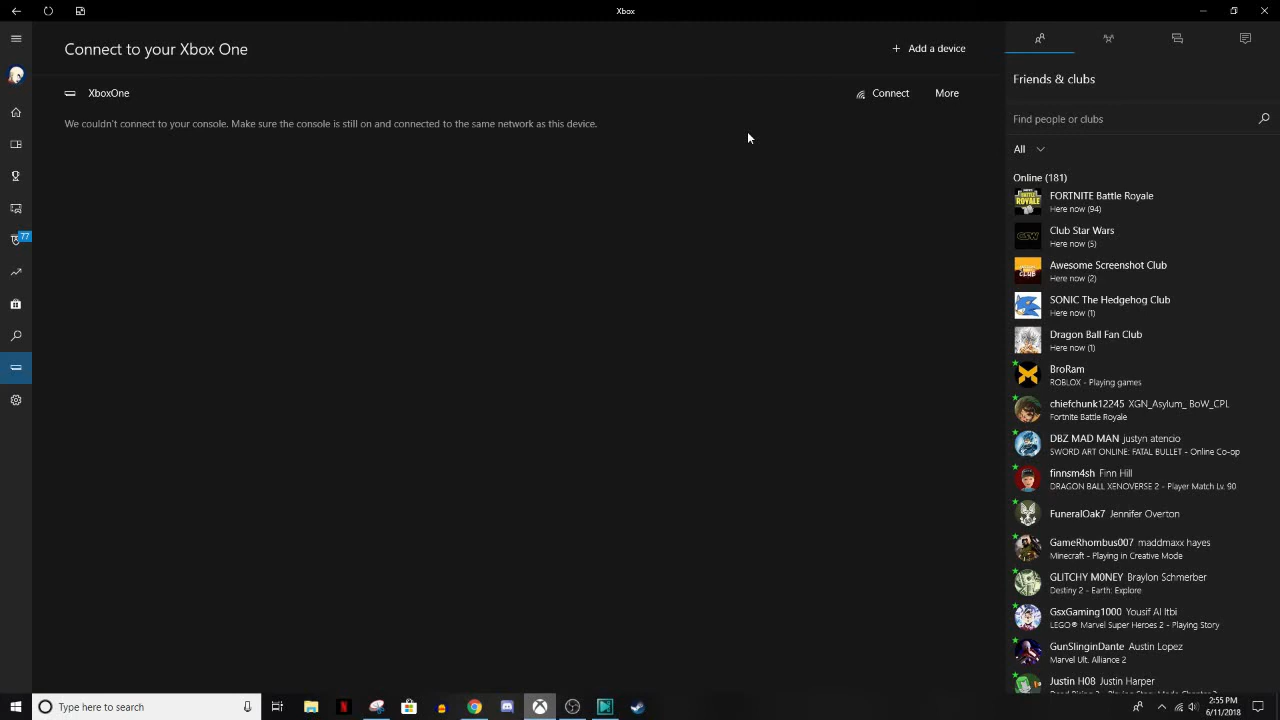 Xbox
Connect to your Xbox One
Add a device
XboxOne
Connect
More
We couldn't connect to your console. Make sure the console is still on and connected to the same network as this device.
77
Friends & clubs
Find people or clubs
All
Online (181)
FORTNITE Battle Royale
Here now (94)
Club Star Wars
Here now (5)
Awesome Screenshot Club
Here now (2)
SONIC The Hedgehog Club
Here now (1)
Dragon Ball Fan Club
Here now (1)
BroRam
ROBLOX - Playing games
chiefchunk12245 XGN_Asylum_ BoW_CPL
Fortnite Battle Royale
DBZ MAD MAN justyn atencio
SWORD ART ONLINE: FATAL BULLET - Online Co-op
finnsm4sh Finn Hill
DRAGON BALL XENOVERSE 2 - Player Match Lv. 90
FuneralOak7 Jennifer Overton
GameRhombus007 maddmaxx hayes
Minecraft - Playing in Creative Mode
GLITCHY M0NEY Braylon Schmerber
Destiny 2 - Earth: Explore
GsxGaming1000 Yousif Al Itbi
LEGO® Marvel Super Heroes 2 - Playing Story
GunSlinginDante Austin Lopez
Marvel Ult. Alliance 2
Justin H08 Justin Harper
Type here to search
2:55 PM
6/11/2018